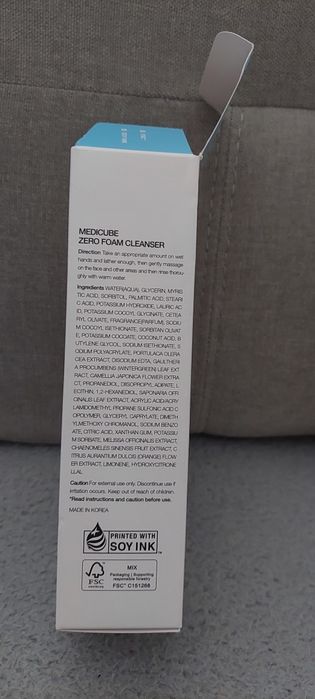 MEDICUBE
ZERO FOAM CLEANSER
Direction Take an appropriate amount on wet
hands and lather enough, then gently massage
on the face and other areas and then rinse thorou-
ghly with warm water.
Ingredients WATER(AQUA), GLYCERIN, MYRIS
TIC ACID, SORBITOL, PALMITIC ACID, STEARI
C ACID, POTASSIUM HYDROXIDE, LAURIC AC
ID, POTASSIUM COCOYL GLYCINATE, CETEA
RYL OLIVATE, FRAGRANCE(PARFUM), SODIU
M COCOYL ISETHIONATE, SORBITAN OLIVAT
E, POTASSIUM COCOATE, COCONUT ACID, B
UTYLENE GLYCOL, SODIUM ISETHIONATE, S
ODIUM POLYACRYLATE, PORTULACA OLERA
CEA EXTRACT, DISODIUM EDTA, GAULTHERI
A PROCUMBENS (WINTERGREEN) LEAF EXT
RACT, CAMELLIA JAPONICA FLOWER EXTRA
CT, PROPANEDIOL, DIISOPROPYL ADIPATE, L
ECITHIN, 1,2-HEXANEDIOL, SAPONARIA OFFI
CINALIS LEAF EXTRACT, ACRYLIC ACID/ACRY
LAMIDOMETHYL PROPANE SULFONIC ACID C
OPOLYMER, GLYCERYL CAPRYLATE, DIMETH
YLMETHOXY CHROMANOL, SODIUM BENZO
ATE, CITRIC ACID, XANTHAN GUM, POTASSIU
M SORBATE, MELISSA OFFICINALIS EXTRACT,
CHAENOMELES SINENSIS FRUIT EXTRACT, C
ITRUS AURANTIUM DULCIS (ORANGE) FLOW
ER EXTRACT, LIMONENE, HYDROXYCITRONE
LLAL
Caution For external use only. Discontinue use if
irritation occurs. Keep out of reach of children.
*Read instructions and caution before use.
MADE IN KOREA
PRINTED WITH
SOY INK™
FSC
MIX
Packaging | Supporting
responsible forestry
FSC® C151268